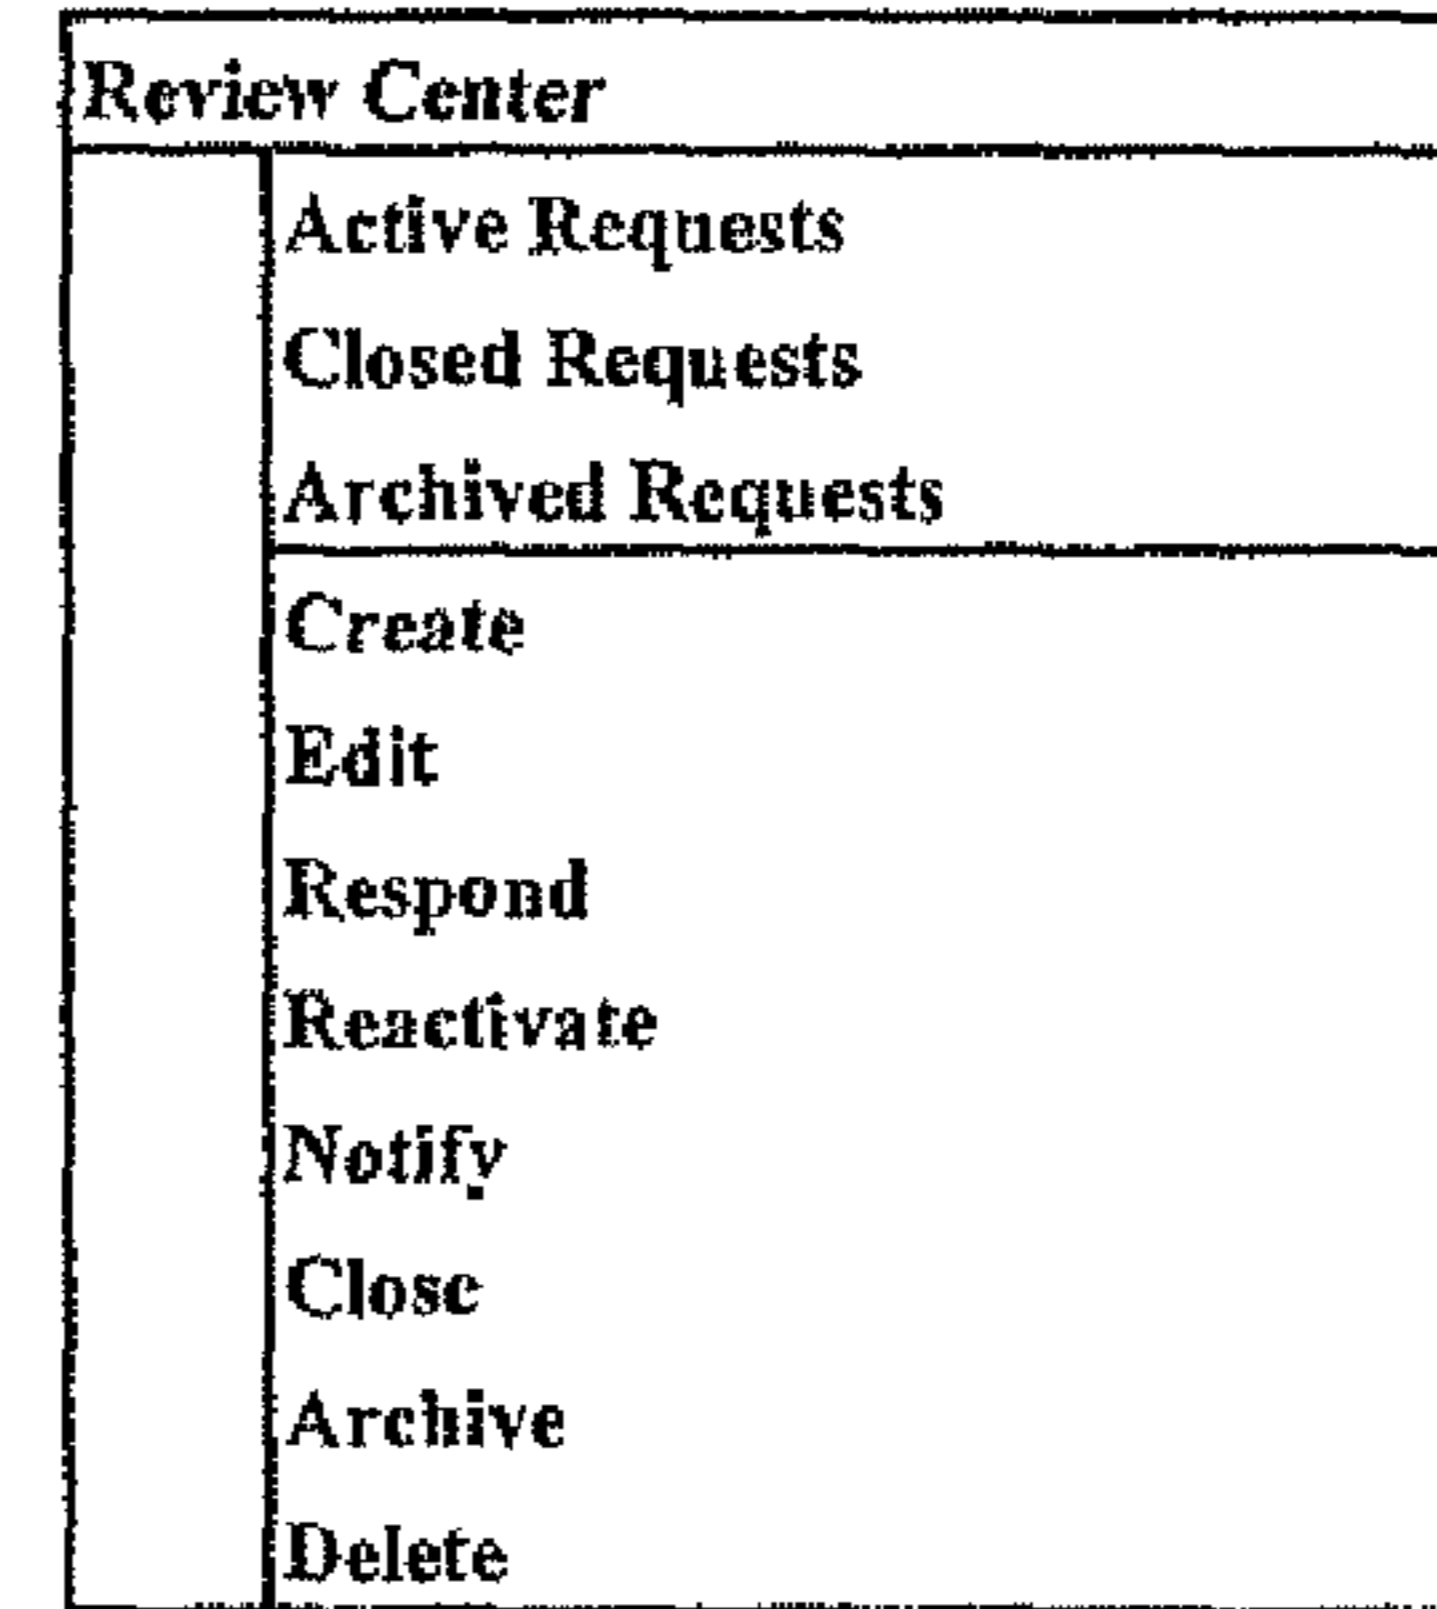 Review Center
Active Requests
Closed Requests
Archived Requests
Create
Edit
Respond
Reactivate
Notify
Close
Archive
Delete